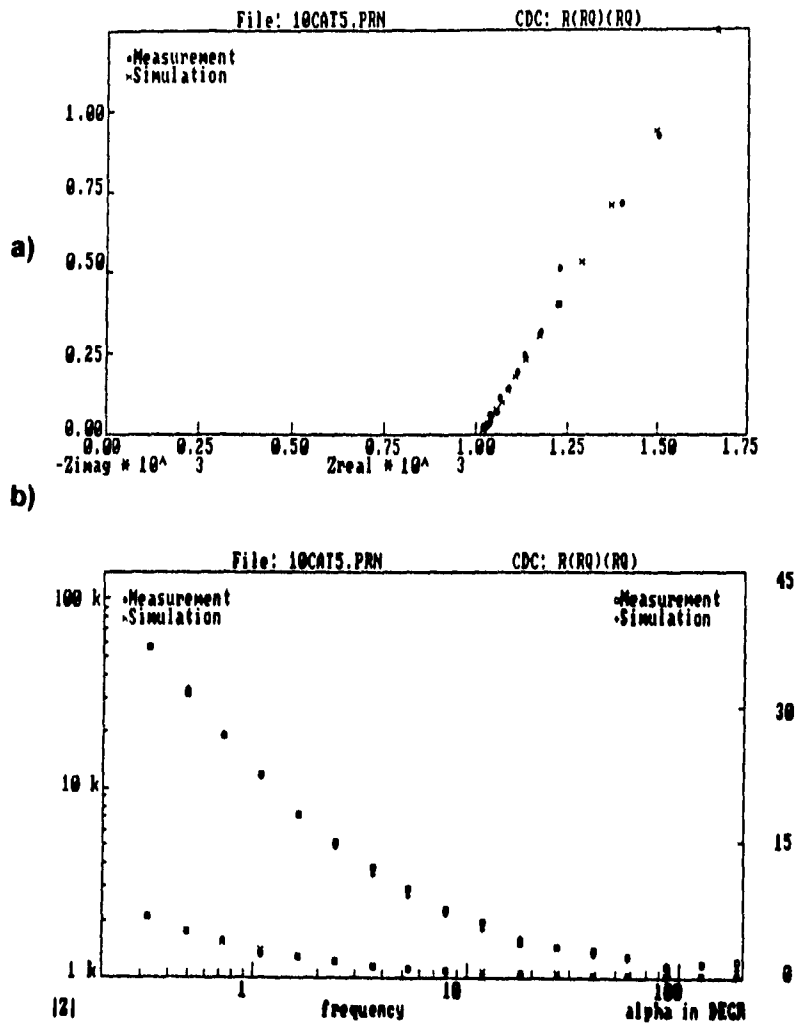 File: 10CAT5.PRN CDC: R(RQ)(RQ)
Measurement
Simulation
a)
1.00
0.75
0.50
0.25
0.00
0.00 0.25 0.50 0.75 1.00 1.25 1.50 1.75
-Zimag * 10^ 3 Zreal * 10^ 3
b)
File: 10CAT5.PRN CDC: R(RQ)(RQ)
100 k Measurement Measurement 45
Simulation Simulation
30
10 k
15
1 k 0
1 10 100
|Z| frequency alpha in DEGR